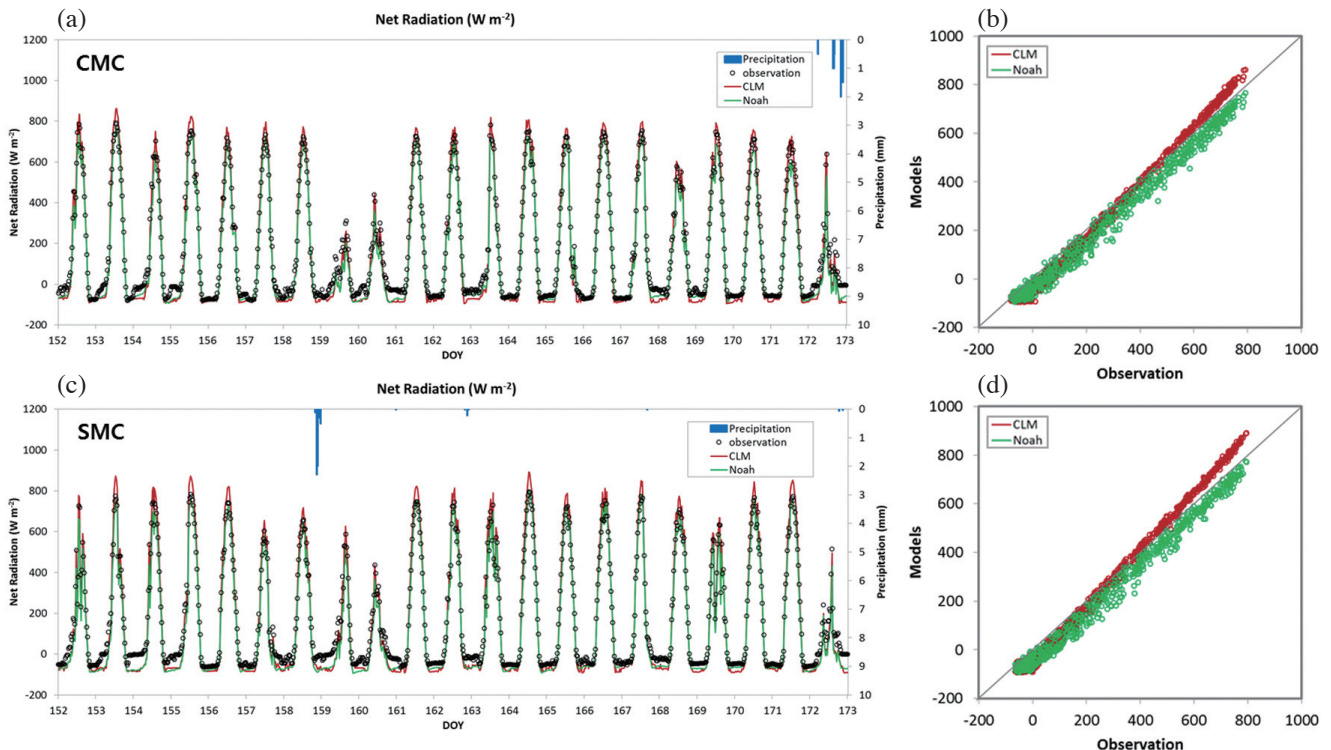 (a)
Net Radiation (W m-2)
CMC
Precipitation
observation
CLM
Noah
Net Radiation (W m-2)
1200
1000
800
600
400
200
0
-200
0
1
2
3
4
5
6
7
8
9
10
Precipitation (mm)
152 153 154 155 156 157 158 159 160 161 162 163 164 165 166 167 168 169 170 171 172 173
DOY
(b)
CLM
Noah
Models
1000
800
600
400
200
0
-200
-200 0 200 400 600 800 1000
Observation
(c)
Net Radiation (W m-2)
SMC
Precipitation
observation
CLM
Noah
Net Radiation (W m-2)
1200
1000
800
600
400
200
0
-200
0
1
2
3
4
5
6
7
8
9
10
Precipitation (mm)
152 153 154 155 156 157 158 159 160 161 162 163 164 165 166 167 168 169 170 171 172 173
DOY
(d)
CLM
Noah
Models
1000
800
600
400
200
0
-200
-200 0 200 400 600 800 1000
Observation